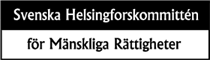 Svenska Helsingforskommittén
för Mänskliga Rättigheter